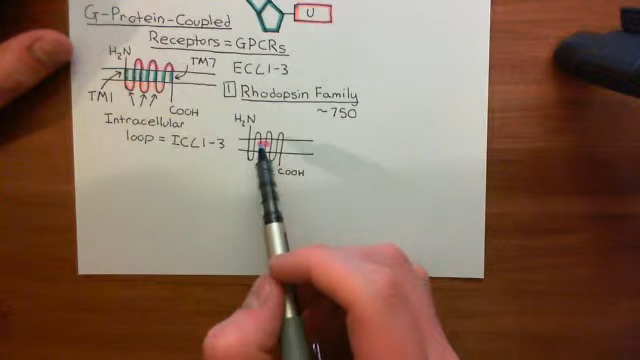 G-Protein-Coupled
Receptors = GPCRs
U
H₂N
TM7
ECL1-3
TM1
COOH
Intracellular
loop = ICL1-3
1 Rhodopsin Family
~750
H₂N
COOH